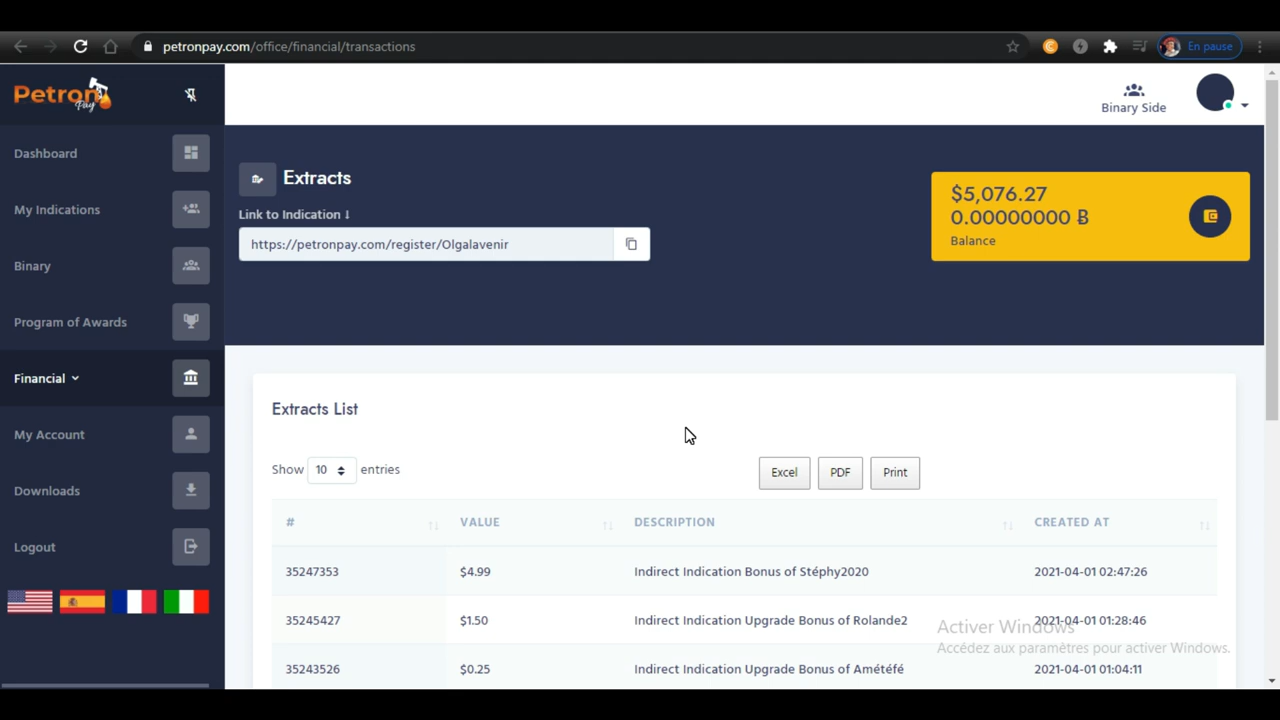 petronpay.com/office/financial/transactions
En pause
Petron
Pay
Binary Side
Dashboard
My Indications
Binary
Program of Awards
Financial
My Account
Downloads
Logout
Extracts
Link to Indication
https://petronpay.com/register/Olgalavenir
$5,076.27
0.00000000 Ƀ
Balance
Extracts List
Show 10 entries
Excel PDF Print
# VALUE DESCRIPTION CREATED AT
35247353 $4.99 Indirect Indication Bonus of Stéphy2020 2021-04-01 02:47:26
35245427 $1.50 Indirect Indication Upgrade Bonus of Rolande2 2021-04-01 01:28:46
35243526 $0.25 Indirect Indication Upgrade Bonus of Amétéfé 2021-04-01 01:04:11
Activer Windows
Accédez aux paramètres pour activer Windows.